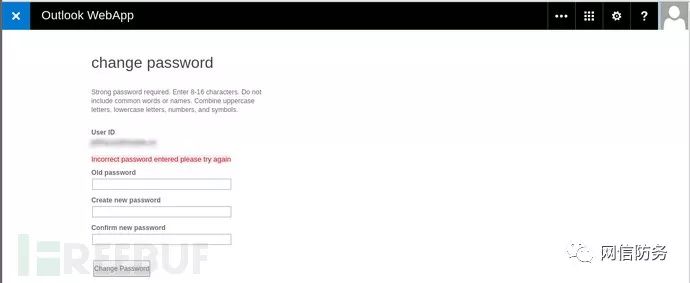 Outlook WebApp
change password
Strong password required. Enter 8-16 characters. Do not
include common words or names. Combine uppercase
letters, lowercase letters, numbers, and symbols.
User ID
Incorrect password entered please try again
Old password
Create new password
Confirm new password
Change Password
REEBUF
网信防务